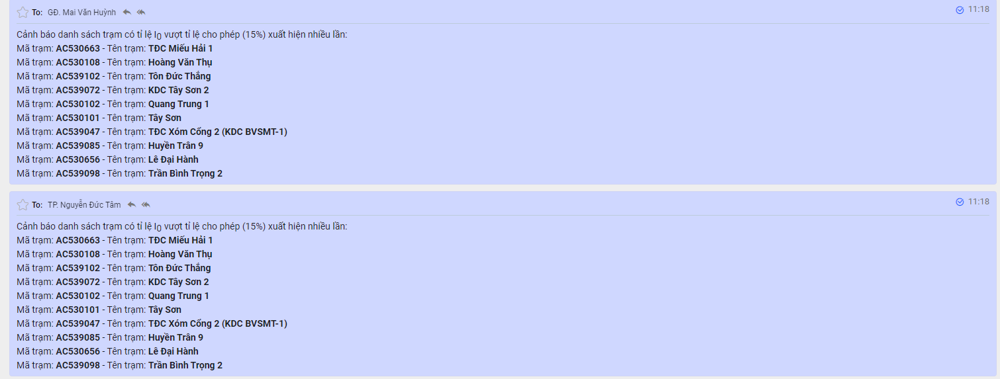 To: GĐ. Mai Văn Huỳnh 11:18
Cảnh báo danh sách trạm có tỉ lệ I0 vượt tỉ lệ cho phép (15%) xuất hiện nhiều lần:
Mã trạm: AC530663 - Tên trạm: TĐC Miếu Hải 1
Mã trạm: AC530108 - Tên trạm: Hoàng Văn Thụ
Mã trạm: AC539102 - Tên trạm: Tôn Đức Thắng
Mã trạm: AC539072 - Tên trạm: KDC Tây Sơn 2
Mã trạm: AC530102 - Tên trạm: Quang Trung 1
Mã trạm: AC530101 - Tên trạm: Tây Sơn
Mã trạm: AC539047 - Tên trạm: TĐC Xóm Cổng 2 (KDC BVSMT-1)
Mã trạm: AC539085 - Tên trạm: Huyền Trân 9
Mã trạm: AC530656 - Tên trạm: Lê Đại Hành
Mã trạm: AC539098 - Tên trạm: Trần Bình Trọng 2
To: TP. Nguyễn Đức Tâm 11:18
Cảnh báo danh sách trạm có tỉ lệ I0 vượt tỉ lệ cho phép (15%) xuất hiện nhiều lần:
Mã trạm: AC530663 - Tên trạm: TĐC Miếu Hải 1
Mã trạm: AC530108 - Tên trạm: Hoàng Văn Thụ
Mã trạm: AC539102 - Tên trạm: Tôn Đức Thắng
Mã trạm: AC539072 - Tên trạm: KDC Tây Sơn 2
Mã trạm: AC530102 - Tên trạm: Quang Trung 1
Mã trạm: AC530101 - Tên trạm: Tây Sơn
Mã trạm: AC539047 - Tên trạm: TĐC Xóm Cổng 2 (KDC BVSMT-1)
Mã trạm: AC539085 - Tên trạm: Huyền Trân 9
Mã trạm: AC530656 - Tên trạm: Lê Đại Hành
Mã trạm: AC539098 - Tên trạm: Trần Bình Trọng 2